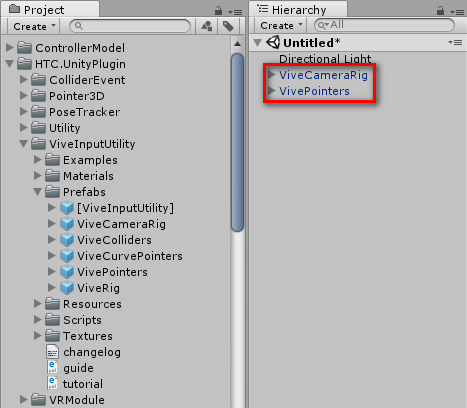 Project
Create
ControllerModel
HTC.UnityPlugin
ColliderEvent
Pointer3D
PoseTracker
Utility
ViveInputUtility
Examples
Materials
Prefabs
[ViveInputUtility]
ViveCameraRig
ViveColliders
ViveCurvePointers
VivePointers
ViveRig
Resources
Scripts
Textures
changelog
guide
tutorial
VRModule
Hierarchy
Create All
Untitled*
Directional Light
ViveCameraRig
VivePointers